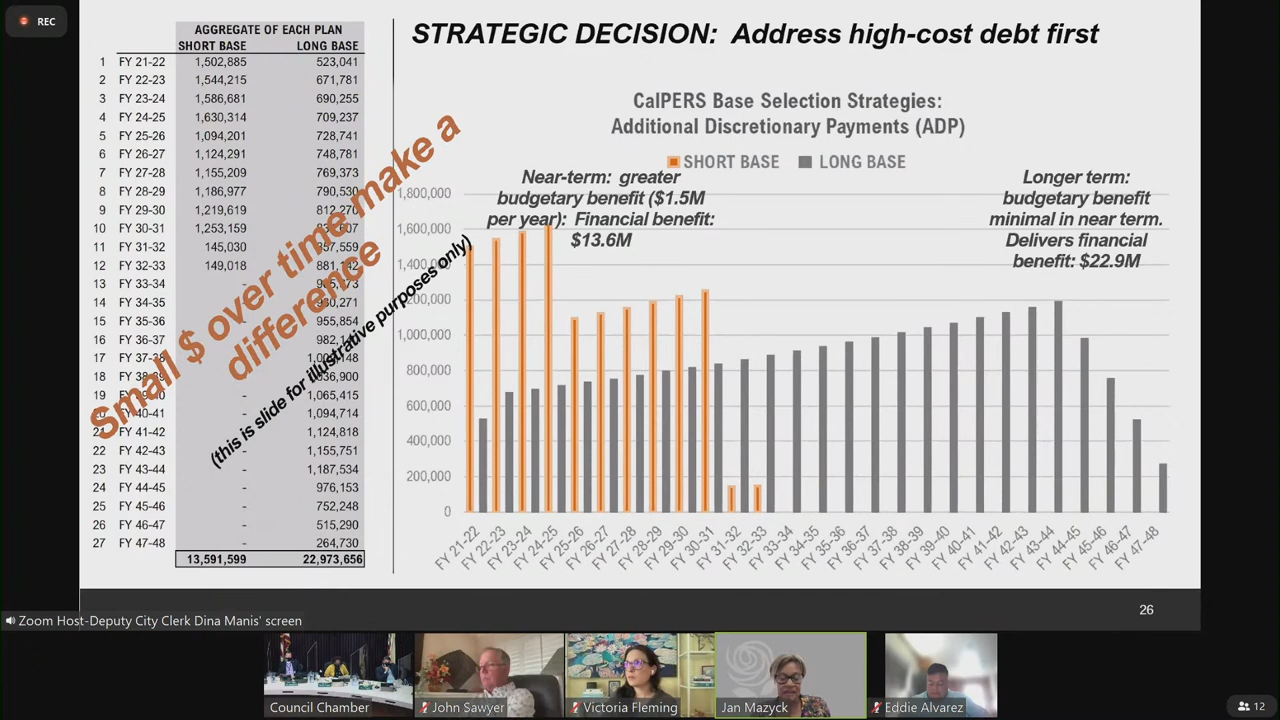 REC
AGGREGATE OF EACH PLAN
SHORT BASE LONG BASE
1 FY 21-22 1,502,885 523,041
2 FY 22-23 1,544,215 671,781
3 FY 23-24 1,586,681 690,255
4 FY 24-25 1,630,314 709,237
5 FY 25-26 1,094,201 728,741
6 FY 26-27 1,124,291 748,781
7 FY 27-28 1,155,209 769,373
8 FY 28-29 1,186,977 790,530
9 FY 29-30 1,219,619 812,270
10 FY 30-31 1,253,159
11 FY 31-32 145,030
12 FY 32-33 149,018
13 FY 33-34 -
14 FY 34-35 -
15 FY 35-36 - 955,854
16 FY 36-37 -
17 FY 37-38 -
18 FY 38-39 -
19 - 1,065,415
20 FY 40-41 - 1,094,714
21 FY 41-42 - 1,124,818
22 FY 42-43 - 1,155,751
23 FY 43-44 - 1,187,534
24 FY 44-45 - 976,153
25 FY 45-46 - 752,248
26 FY 46-47 - 515,290
27 FY 47-48 - 264,730
13,591,599 22,973,656
Small $ over time make a
difference
(this is slide for illustrative purposes only)
STRATEGIC DECISION: Address high-cost debt first
CalPERS Base Selection Strategies:
Additional Discretionary Payments (ADP)
SHORT BASE LONG BASE
Near-term: greater
budgetary benefit ($1.5M
per year): Financial benefit:
$13.6M
Longer term:
budgetary benefit
minimal in near term.
Delivers financial
benefit: $22.9M
1,800,000
1,600,000
1,400,000
1,200,000
1,000,000
800,000
600,000
400,000
200,000
0
FY 21-22
FY 22-23
FY 23-24
FY 24-25
FY 25-26
FY 26-27
FY 27-28
FY 28-29
FY 29-30
FY 30-31
FY 31-32
FY 32-33
FY 33-34
FY 34-35
FY 35-36
FY 36-37
FY 37-38
FY 38-39
FY 39-40
FY 40-41
FY 41-42
FY 42-43
FY 43-44
FY 44-45
FY 45-46
FY 46-47
FY 47-48
26
Zoom Host-Deputy City Clerk Dina Manis' screen
Council Chamber
John Sawyer
Victoria Fleming
Jan Mazyck
Eddie Alvarez
12